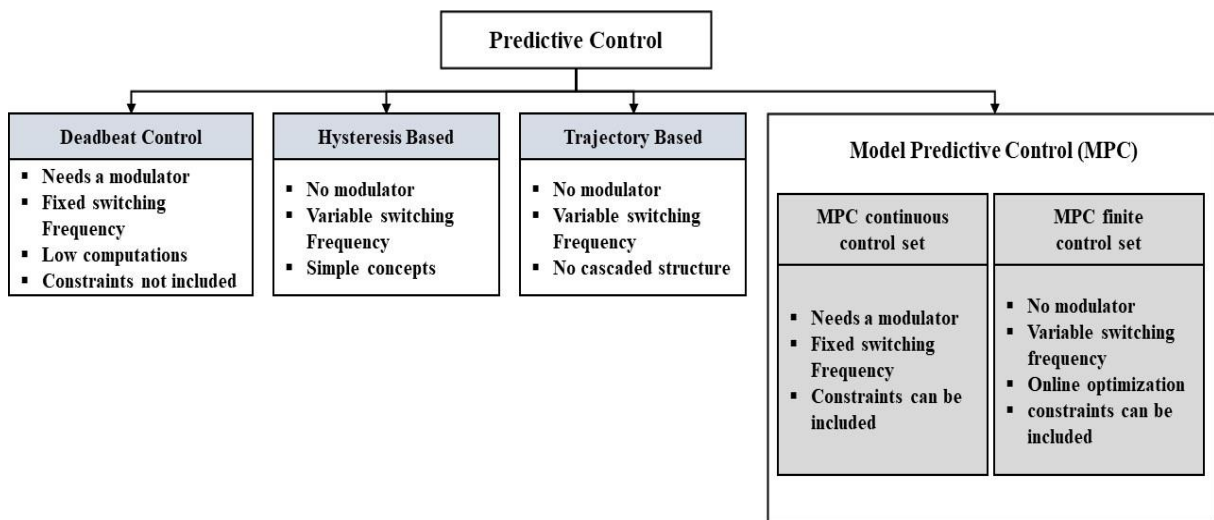 Predictive Control
Deadbeat Control
▪ Needs a modulator
▪ Fixed switching
Frequency
▪ Low computations
▪ Constraints not included
Hysteresis Based
▪ No modulator
▪ Variable switching
Frequency
▪ Simple concepts
Trajectory Based
▪ No modulator
▪ Variable switching
Frequency
▪ No cascaded structure
Model Predictive Control (MPC)
MPC continuous
control set
▪ Needs a modulator
▪ Fixed switching
Frequency
▪ Constraints can be
included
MPC finite
control set
▪ No modulator
▪ Variable switching
frequency
▪ Online optimization
▪ constraints can be
included